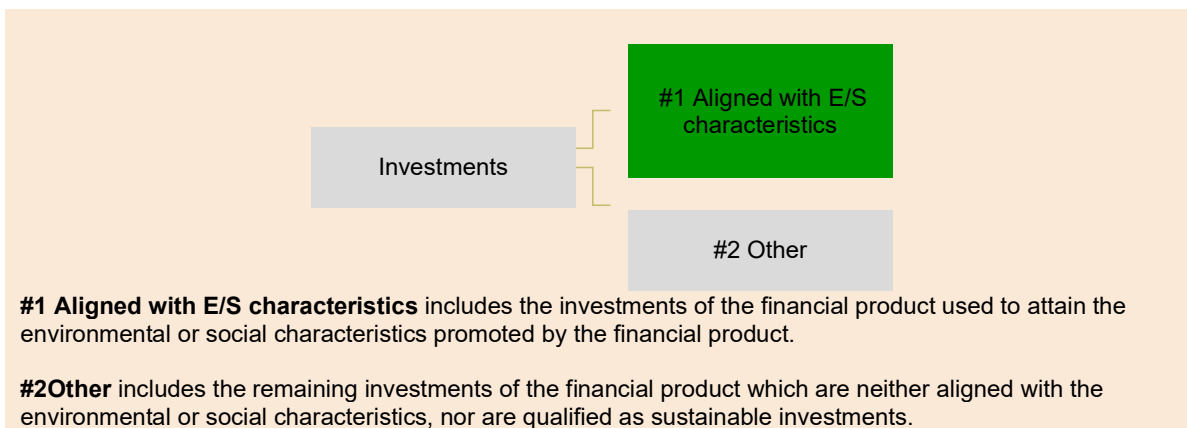 #1 Aligned with E/S
characteristics
Investments
#2 Other
#1 Aligned with E/S characteristics includes the investments of the financial product used to attain the
environmental or social characteristics promoted by the financial product.
#2Other includes the remaining investments of the financial product which are neither aligned with the
environmental or social characteristics, nor are qualified as sustainable investments.